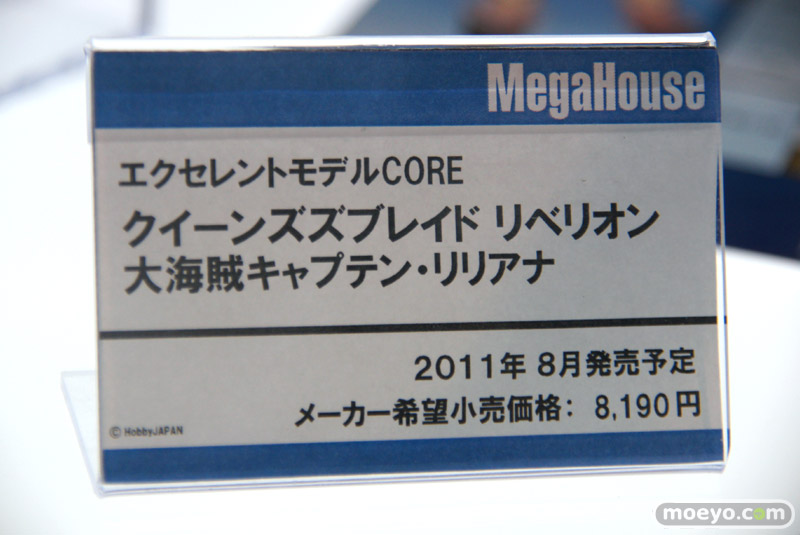 MegaHouse
エクセレントモデルCORE
クイーンズズブレイド リベリオン
大海賊キャプテン・リリアナ
2011年 8月発売予定
メーカー希望小売価格: 8,190円
© HobbyJAPAN
moeyo.com